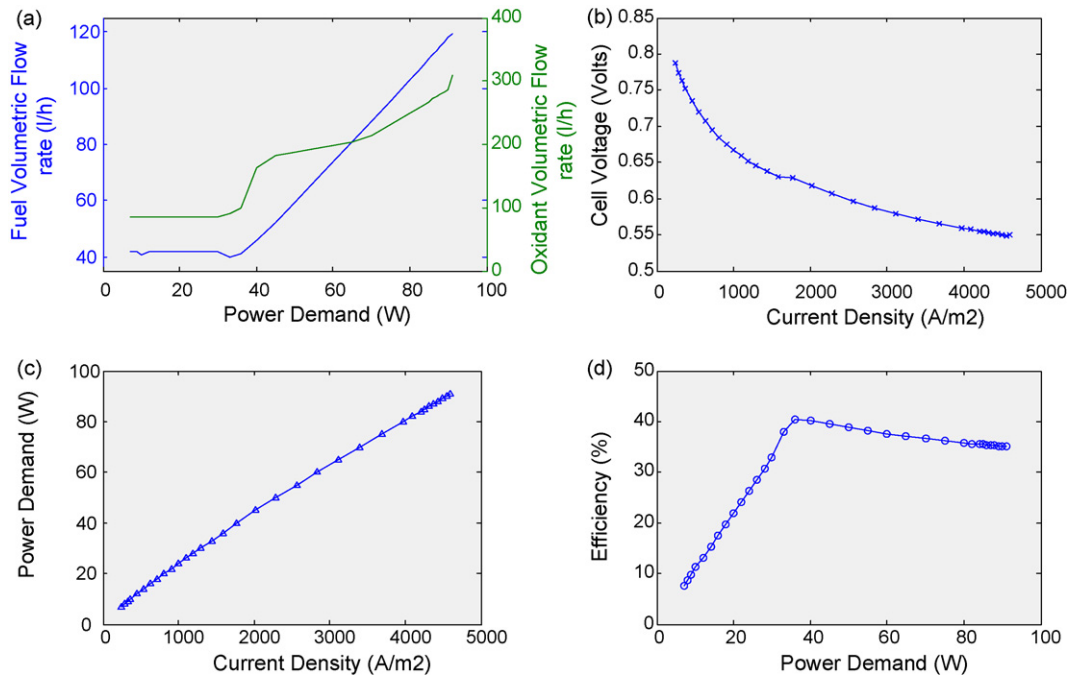 (a)
Fuel Volumetric Flow
rate (l/h)
120
100
80
60
40
400
300
200
100
0
Oxidant Volumetric Flow
rate (l/h)
0 20 40 60 80 100
Power Demand (W)
(b)
Cell Voltage (Volts)
0.85
0.8
0.75
0.7
0.65
0.6
0.55
0.5
0 1000 2000 3000 4000 5000
Current Density (A/m2)
(c)
Power Demand (W)
100
80
60
40
20
0
0 1000 2000 3000 4000 5000
Current Density (A/m2)
(d)
Efficiency (%)
50
40
30
20
10
0
0 20 40 60 80 100
Power Demand (W)